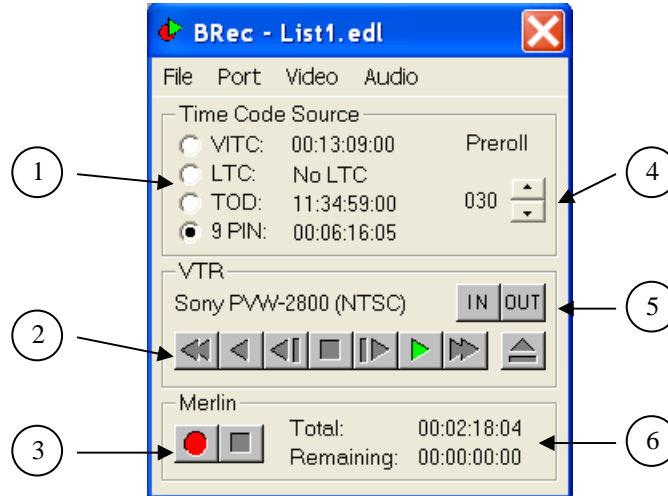 BRec - List1.edl
File Port Video Audio
Time Code Source
VITC: 00:13:09:00 Preroll
LTC: No LTC
TOD: 11:34:59:00 030
9 PIN: 00:06:16:05
1
4
VTR
Sony PVW-2800 (NTSC) IN OUT
5
2
Merlin
Total: 00:02:18:04
Remaining: 00:00:00:00
3
6